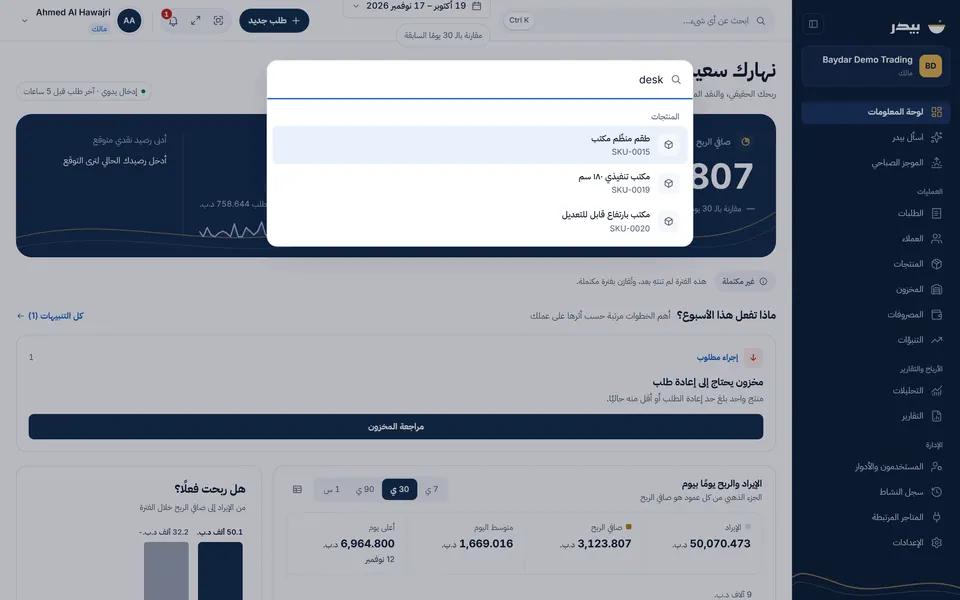 بيدر
BD
Baydar Demo Trading
مالك
لوحة المعلومات
اسأل بيدر
الموجز الصباحي
العمليات
الطلبات
العملاء
المنتجات
المخزون
المصروفات
التنبؤات
الأرباح والتقارير
التحليلات
التقارير
الإدارة
المستخدمون والأدوار
سجل النشاط
المتاجر المرتبطة
الإعدادات
ابحث عن أي شيء...
Ctrl K
19 أكتوبر – 17 نوفمبر 2026
مقارنة بالـ 30 يومًا السابقة
طلب جديد
1
AA
Ahmed Al Hawajri
مالك
نهارك سعيد
ربحك الحقيقي، والنقد
إدخال يدوي · آخر طلب قبل 5 ساعات
desk
المنتجات
طقم منظّم مكتب
SKU-0015
مكتب تنفيذي ١٨٠ سم
SKU-0019
مكتب بارتفاع قابل للتعديل
SKU-0020
صافي الربح
807
مقارنة بالـ 30
طلب 758.644 د.ب.
أدنى رصيد نقدي متوقع
أدخل رصيدك الحالي لترى التوقع
غير مكتملة
هذه الفترة لم تنتهِ بعد، وتُقارَن بفترة مكتملة.
ماذا تفعل هذا الأسبوع؟
أهم الخطوات مرتبة حسب أثرها على عملك
كل التنبيهات (1) ←
إجراء مطلوب
1
مخزون يحتاج إلى إعادة طلب
منتج واحد بلغ حد إعادة الطلب أو أقل منه حاليًا.
مراجعة المخزون
الإيراد والربح يومًا بيوم
الجزء الذهبي من كل عمود هو صافي الربح
7 ي
30 ي
90 ي
1 س
الإيراد
50,070.473 د.ب.
صافي الربح
3,123.807 د.ب.
متوسط اليوم
1,669.016 د.ب.
أعلى يوم
6,964.800 د.ب.
12 نوفمبر
9 آلاف د.ب.
هل ربحت فعلًا؟
من الإيراد إلى صافي الربح خلال الفترة
50.1 ألف د.ب.
32.2 ألف د.ب.-